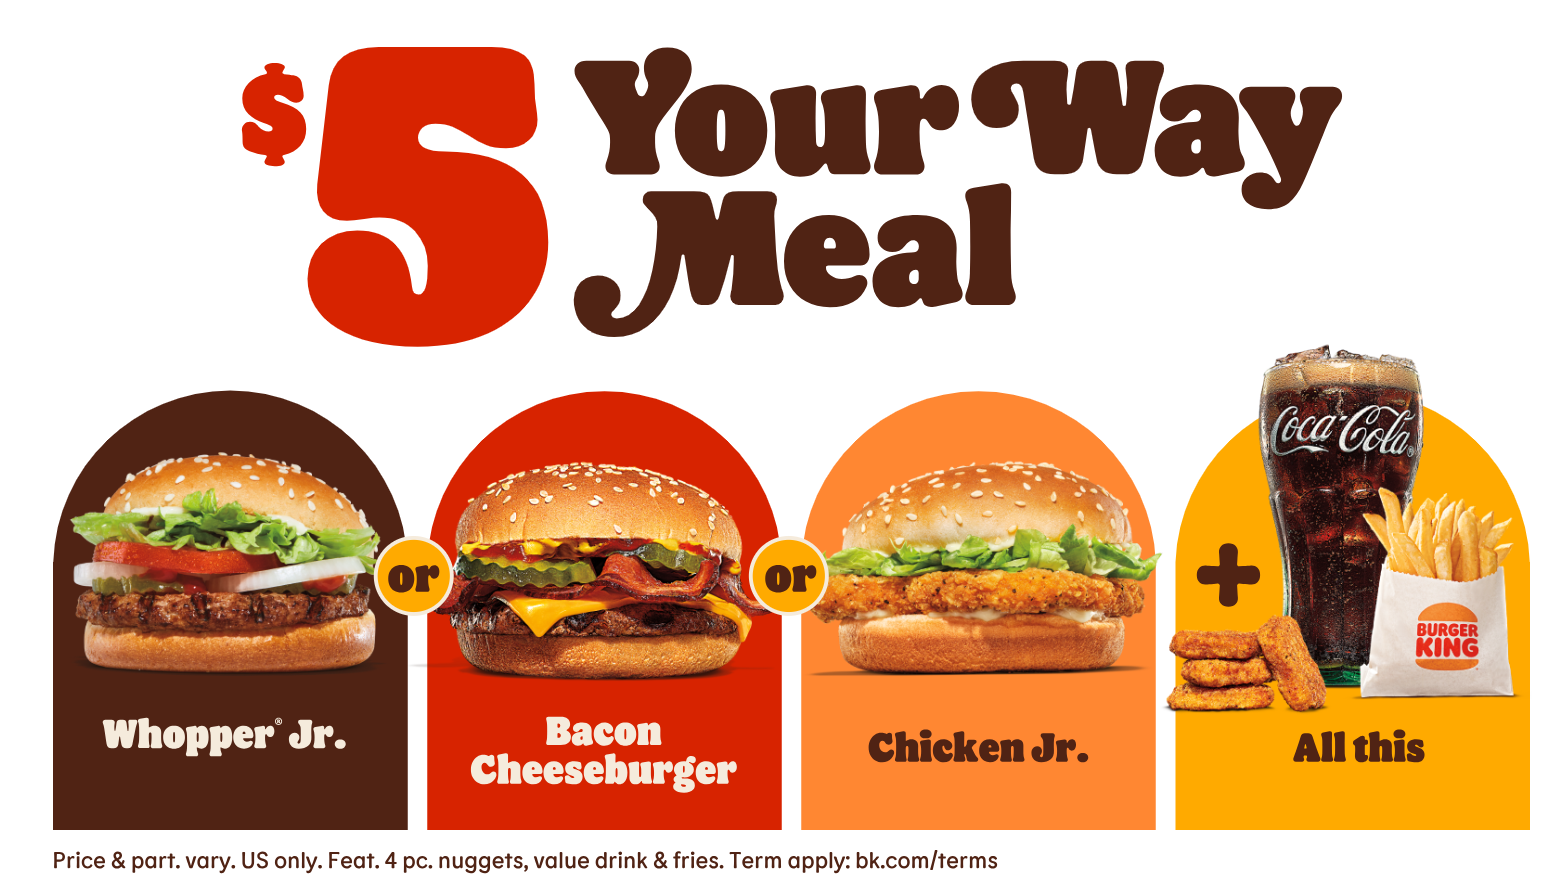 $5 Your Way
Meal
Coca-Cola®
or
or
+
BURGER
KING
Whopper® Jr.
Bacon
Cheeseburger
Chicken Jr.
All this
Price & part. vary. US only. Feat. 4 pc. nuggets, value drink & fries. Term apply: bk.com/terms